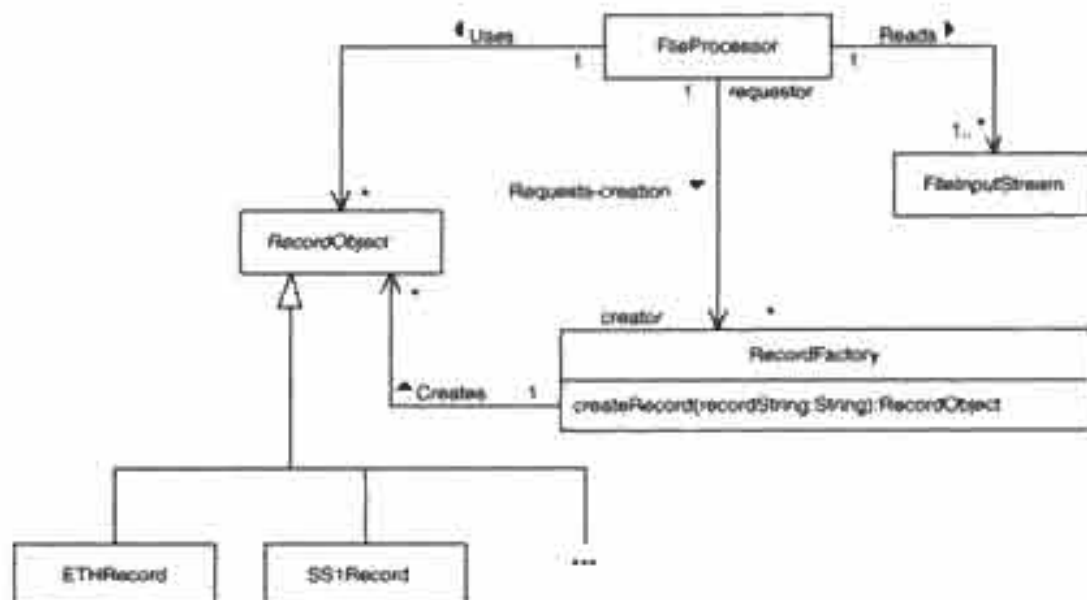 Uses
FileProcessor
Reads
1
1
1
requestor
1.. *
FileInputStream
Requests-creation
*
RecordObject
*
creator
*
RecordFactory
Creates
1
createRecord(recordString:String):RecordObject
ETHRecord
SS1Record
...